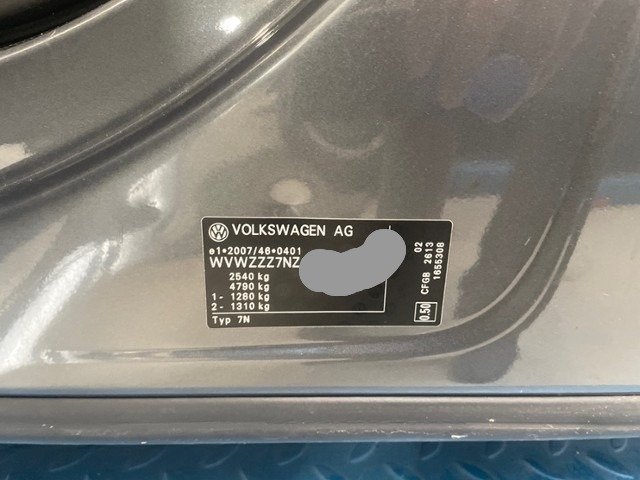 VOLKSWAGEN AG
e1*2007/46*0401
WVWZZZ7NZ
2540 kg
4790 kg
1- 1280 kg
2- 1310 kg
Typ 7N
02
CFGB 2613
1655308
0.50